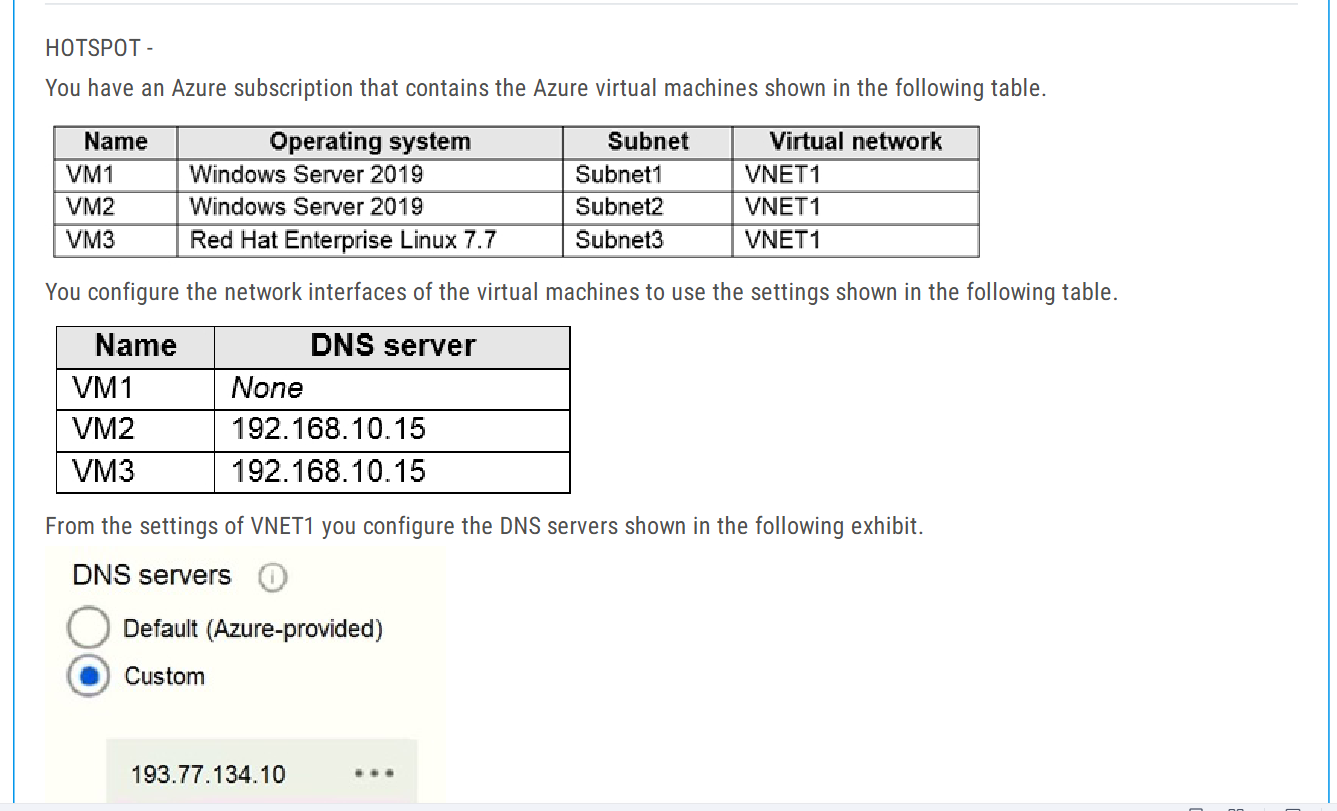 HOTSPOT -
You have an Azure subscription that contains the Azure virtual machines shown in the following table.
Name Operating system Subnet Virtual network
VM1 Windows Server 2019 Subnet1 VNET1
VM2 Windows Server 2019 Subnet2 VNET1
VM3 Red Hat Enterprise Linux 7.7 Subnet3 VNET1
You configure the network interfaces of the virtual machines to use the settings shown in the following table.
Name DNS server
VM1 None
VM2 192.168.10.15
VM3 192.168.10.15
From the settings of VNET1 you configure the DNS servers shown in the following exhibit.
DNS servers
Default (Azure-provided)
Custom
193.77.134.10